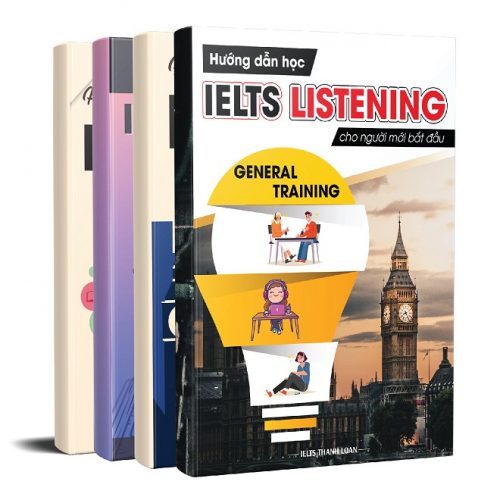 Hướng dẫn học
IELTS LISTENING
cho người mới bắt đầu
GENERAL
TRAINING
IELTS THANH LOAN